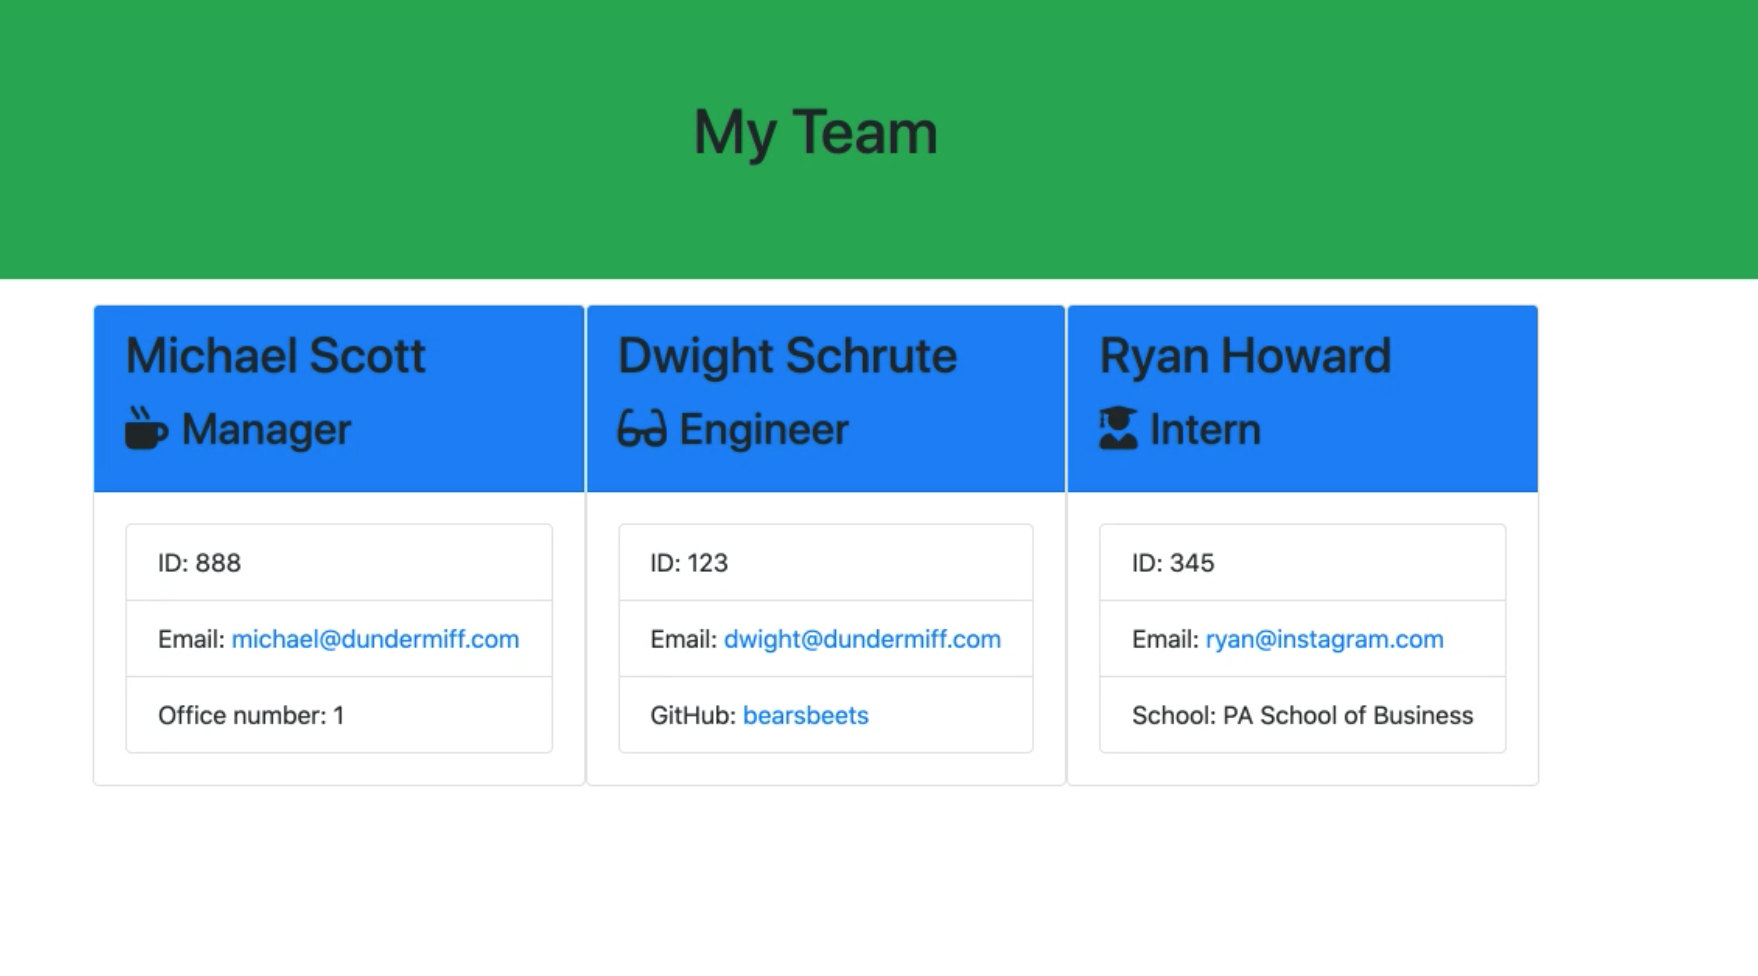 My Team
Michael Scott
Manager
ID: 888
Email: michael@dundermiff.com
Office number: 1
Dwight Schrute
Engineer
ID: 123
Email: dwight@dundermiff.com
GitHub: bearsbeets
Ryan Howard
Intern
ID: 345
Email: ryan@instagram.com
School: PA School of Business